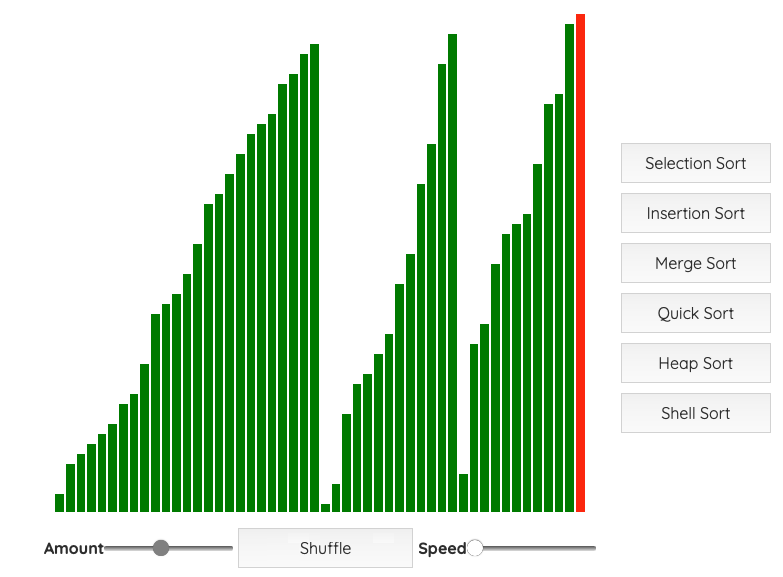 Selection Sort
Insertion Sort
Merge Sort
Quick Sort
Heap Sort
Shell Sort
Amount
Shuffle
Speed